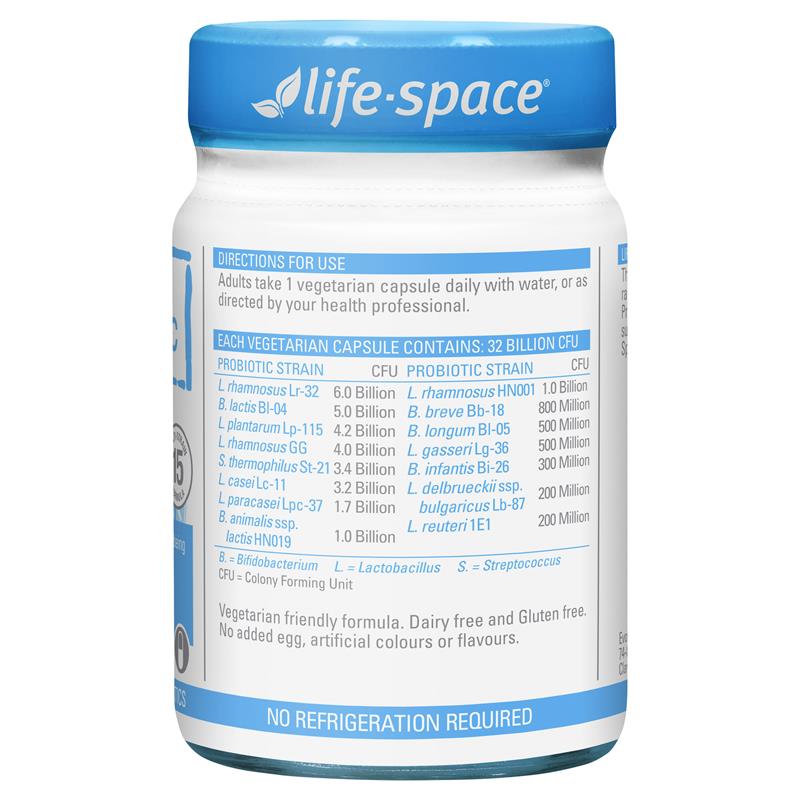 life-space®
DIRECTIONS FOR USE
Adults take 1 vegetarian capsule daily with water, or as
directed by your health professional.
EACH VEGETARIAN CAPSULE CONTAINS: 32 BILLION CFU
PROBIOTIC STRAIN CFU PROBIOTIC STRAIN CFU
L. rhamnosus Lr-32 6.0 Billion L. rhamnosus HN001 1.0 Billion
B. lactis Bl-04 5.0 Billion B. breve Bb-18 800 Million
L. plantarum Lp-115 4.2 Billion B. longum Bl-05 500 Million
L. rhamnosus GG 4.0 Billion L. gasseri Lg-36 500 Million
S. thermophilus St-21 3.4 Billion B. infantis Bi-26 300 Million
L. casei Lc-11 3.2 Billion L. delbrueckii ssp.
L. paracasei Lpc-37 1.7 Billion bulgaricus Lb-87 200 Million
B. animalis ssp. L. reuteri 1E1 200 Million
lactis HN019 1.0 Billion
B. = Bifidobacterium L. = Lactobacillus S. = Streptococcus
CFU = Colony Forming Unit
Vegetarian friendly formula. Dairy free and Gluten free.
No added egg, artificial colours or flavours.
NO REFRIGERATION REQUIRED
15